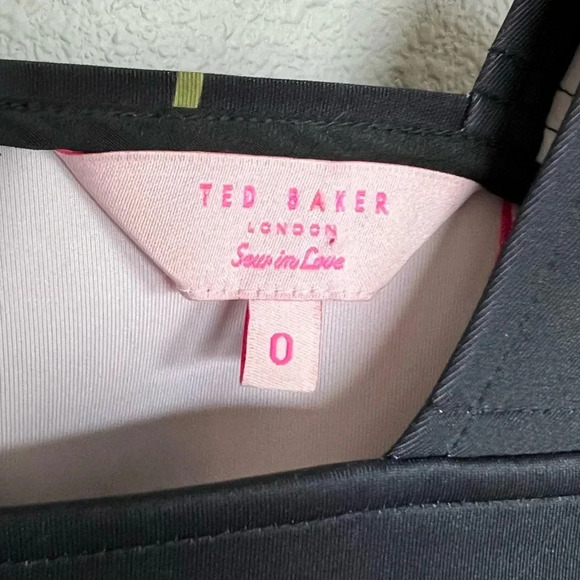 TED BAKER
LONDON
Sew in Love
0